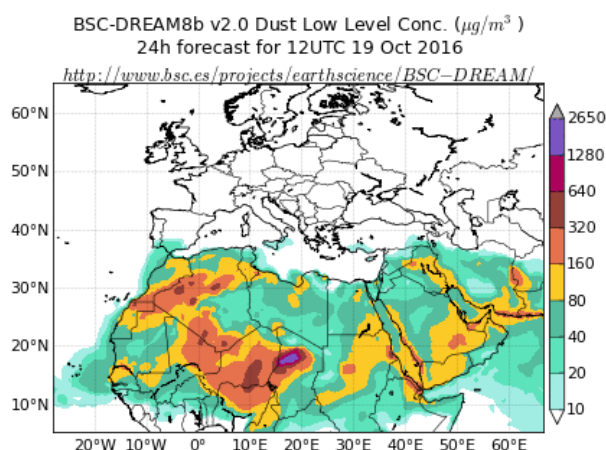 BSC-DREAM8b v2.0 Dust Low Level Conc. (μg/m³ )
24h forecast for 12UTC 19 Oct 2016
http://www.bsc.es/projects/earthscience/BSC−DREAM/
60°N
50°N
40°N
30°N
20°N
10°N
20°W 10°W 0° 10°E 20°E 30°E 40°E 50°E 60°E
2650
1280
640
320
160
80
40
20
10